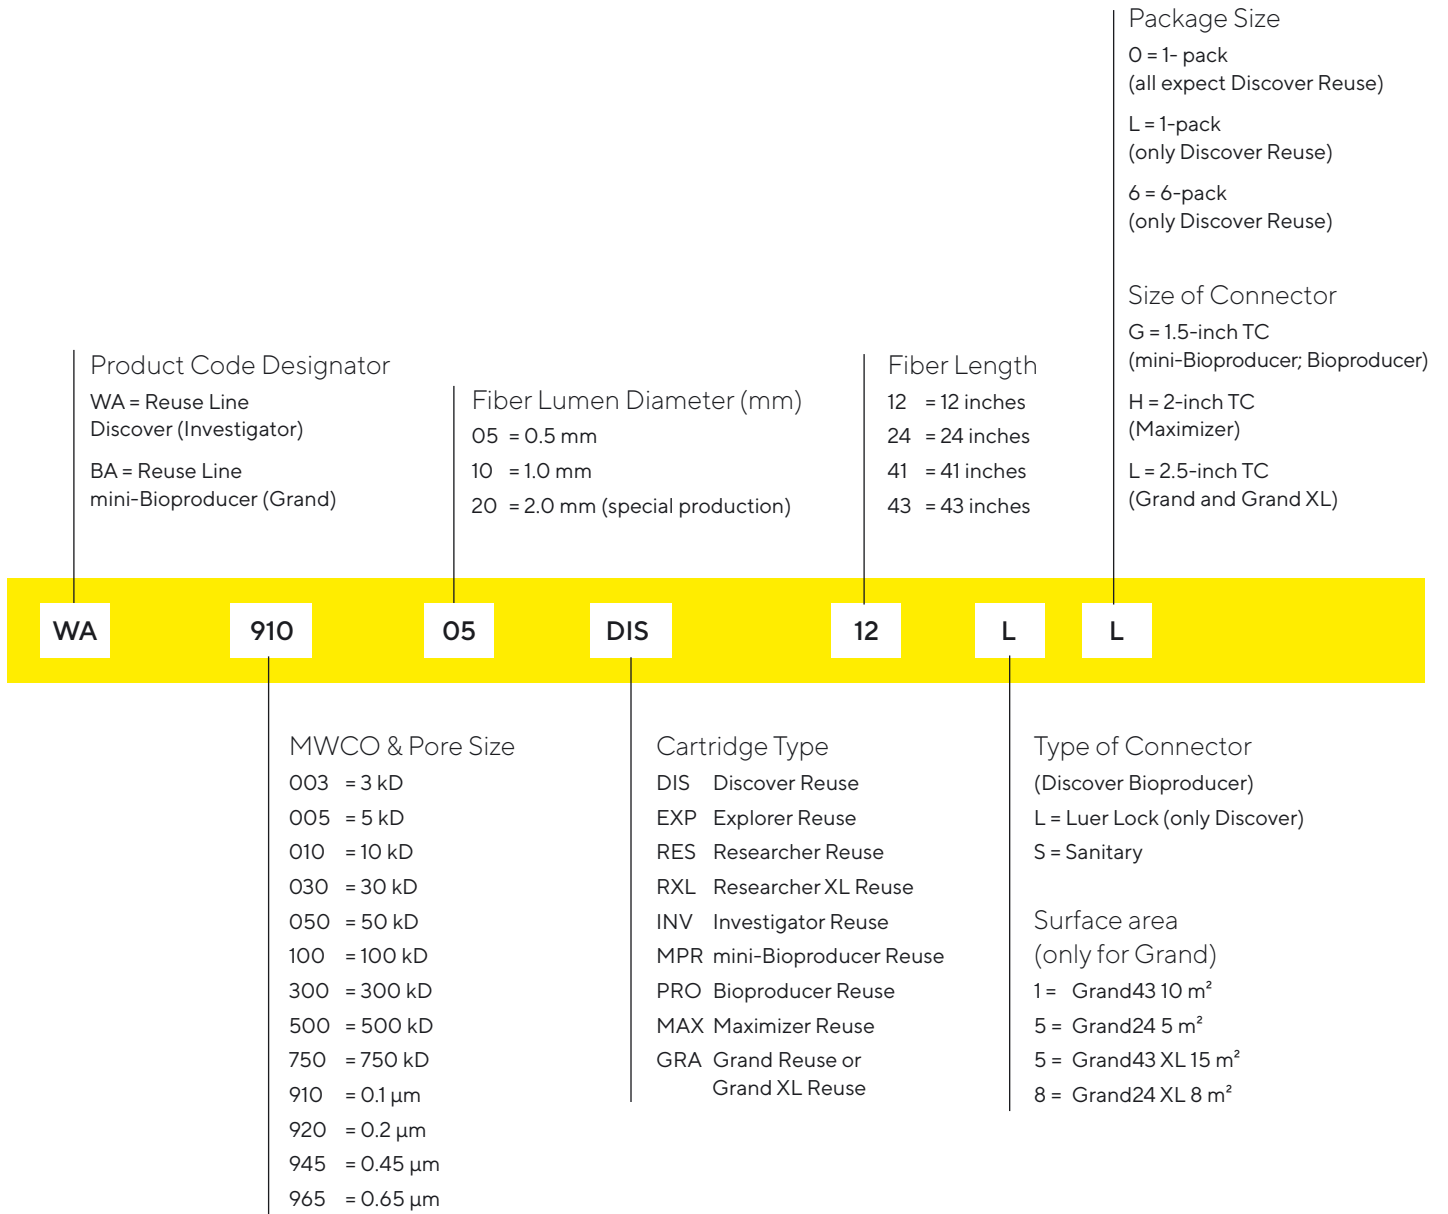 Package Size
0 = 1- pack
(all expect Discover Reuse)
L = 1-pack
(only Discover Reuse)
6 = 6-pack
(only Discover Reuse)
Size of Connector
G = 1.5-inch TC
(mini-Bioproducer; Bioproducer)
H = 2-inch TC
(Maximizer)
L = 2.5-inch TC
(Grand and Grand XL)
Product Code Designator
WA = Reuse Line
Discover (Investigator)
BA = Reuse Line
mini-Bioproducer (Grand)
Fiber Lumen Diameter (mm)
05 = 0.5 mm
10 = 1.0 mm
20 = 2.0 mm (special production)
Fiber Length
12 = 12 inches
24 = 24 inches
41 = 41 inches
43 = 43 inches
WA 910 05 DIS 12 L L
MWCO & Pore Size
003 = 3 kD
005 = 5 kD
010 = 10 kD
030 = 30 kD
050 = 50 kD
100 = 100 kD
300 = 300 kD
500 = 500 kD
750 = 750 kD
910 = 0.1 µm
920 = 0.2 µm
945 = 0.45 µm
965 = 0.65 µm
Cartridge Type
DIS Discover Reuse
EXP Explorer Reuse
RES Researcher Reuse
RXL Researcher XL Reuse
INV Investigator Reuse
MPR mini-Bioproducer Reuse
PRO Bioproducer Reuse
MAX Maximizer Reuse
GRA Grand Reuse or
Grand XL Reuse
Type of Connector
(Discover Bioproducer)
L = Luer Lock (only Discover)
S = Sanitary
Surface area
(only for Grand)
1 = Grand43 10 m²
5 = Grand24 5 m²
5 = Grand43 XL 15 m²
8 = Grand24 XL 8 m²